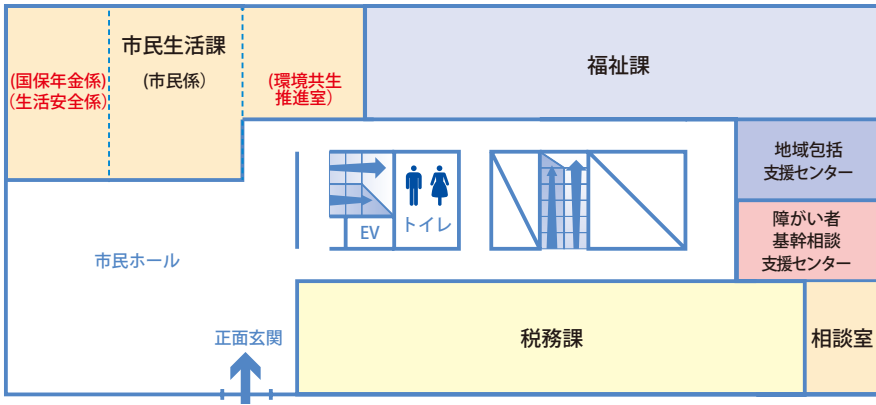 市民生活課
(国保年金係)
(生活安全係)
(市民係)
(環境共生
推進室)
福祉課
地域包括
支援センター
障がい者
基幹相談
支援センター
EV
トイレ
市民ホール
正面玄関
税務課
相談室